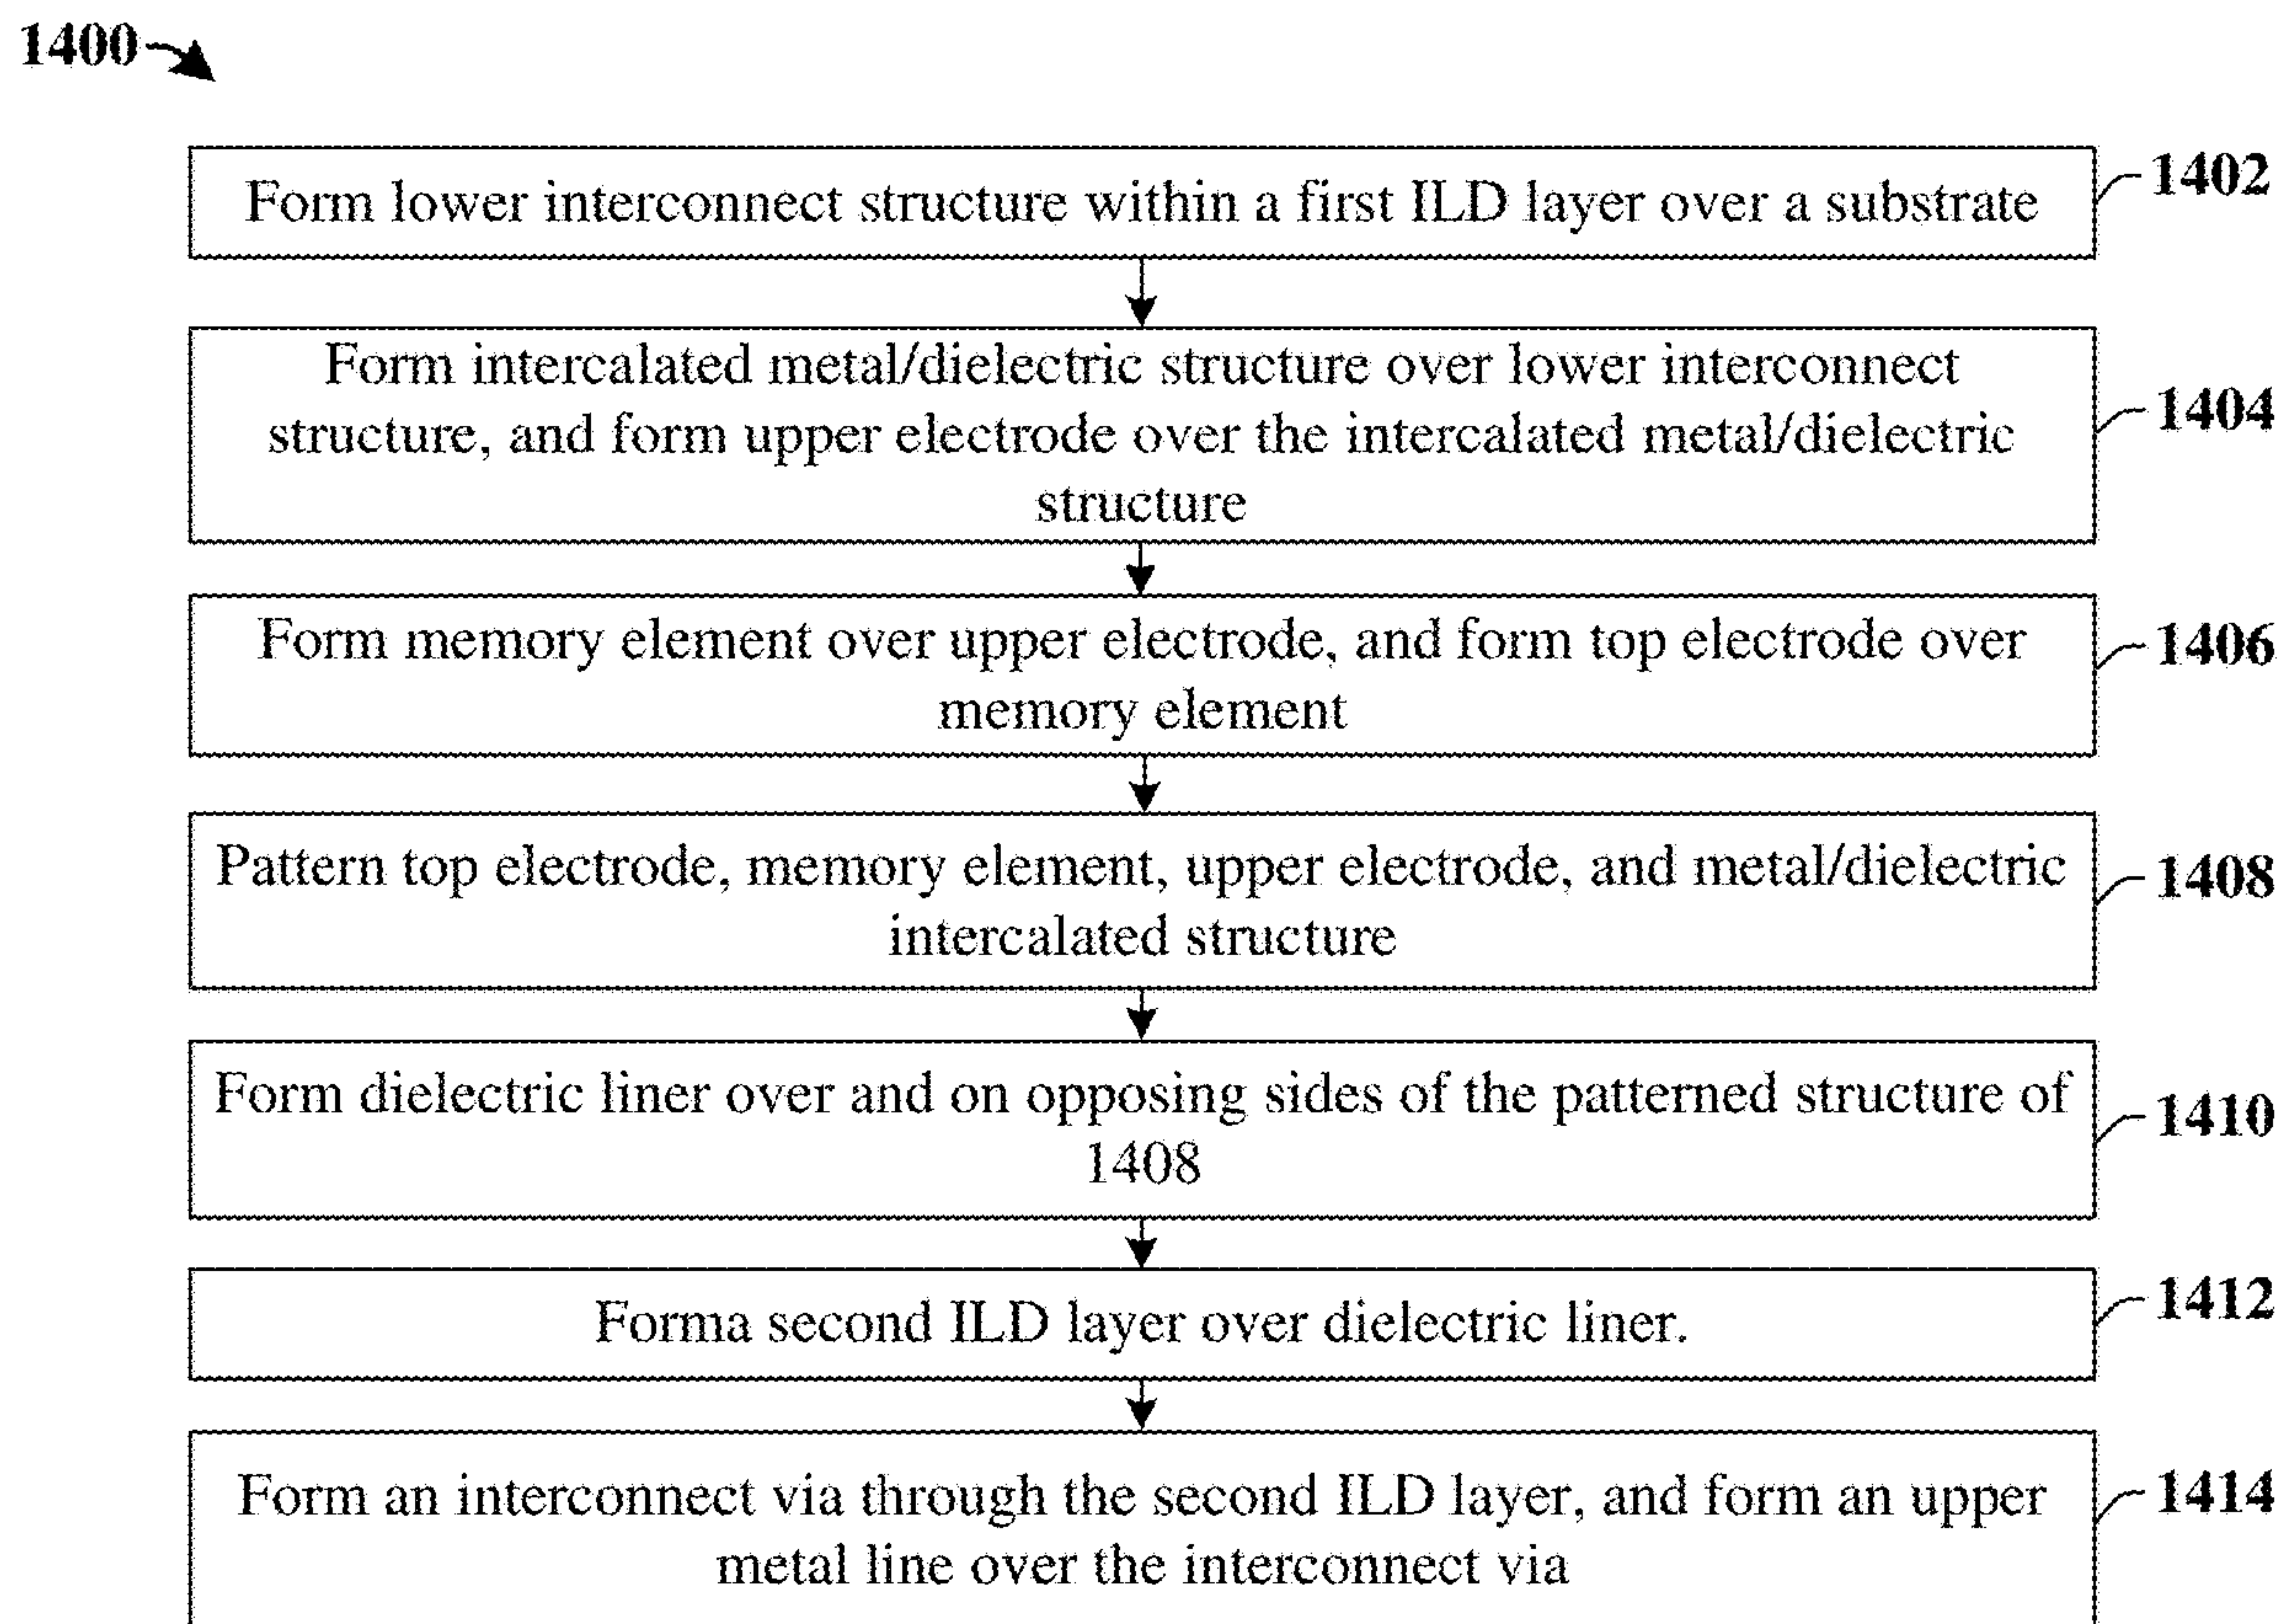 1400
Form lower interconnect structure within a first ILD layer over a substrate
1402
Form intercalated metal/dielectric structure over lower interconnect
structure, and form upper electrode over the intercalated metal/dielectric
structure
1404
Form memory element over upper electrode, and form top electrode over
memory element
1406
Pattern top electrode, memory element, upper electrode, and metal/dielectric
intercalated structure
1408
Form dielectric liner over and on opposing sides of the patterned structure of
1408
1410
Forma second ILD layer over dielectric liner.
1412
Form an interconnect via through the second ILD layer, and form an upper
metal line over the interconnect via
1414